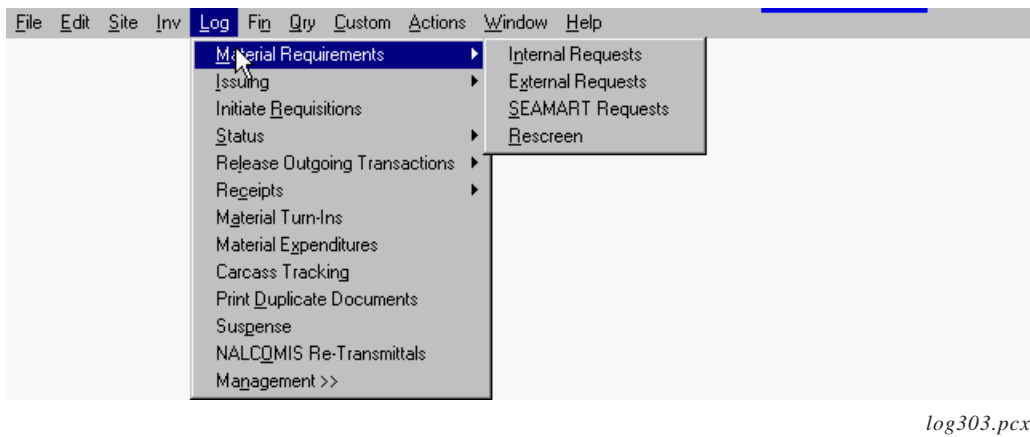 File Edit Site Inv Log Fin Qry Custom Actions Window Help
Material Requirements
Issuing
Initiate Requisitions
Status
Release Outgoing Transactions
Receipts
Material Turn-Ins
Material Expenditures
Carcass Tracking
Print Duplicate Documents
Suspense
NALCOMIS Re-Transmittals
Management >>
Internal Requests
External Requests
SEAMART Requests
Rescreen
log303.pcx